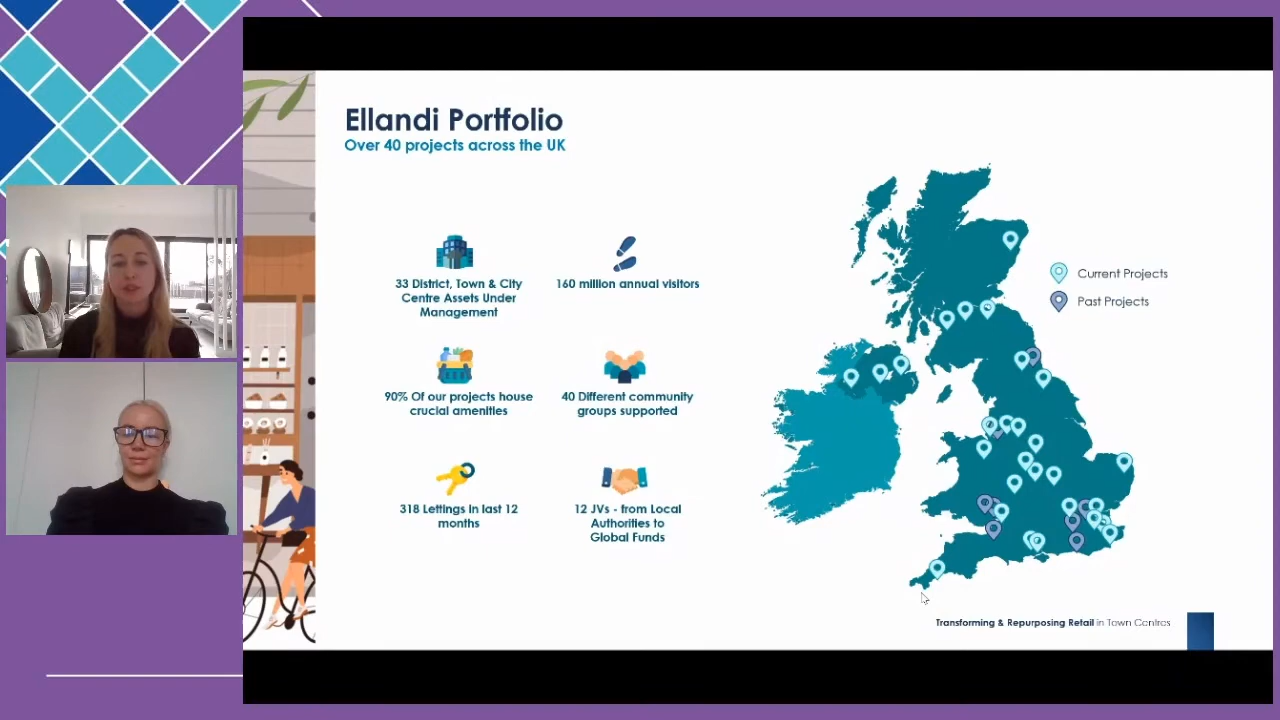 Ellandi Portfolio
Over 40 projects across the UK
33 District, Town & City
Centre Assets Under
Management
160 million annual visitors
90% Of our projects house
crucial amenities
40 Different community
groups supported
318 Lettings in last 12
months
12 JVs - from Local
Authorities to
Global Funds
Current Projects
Past Projects
Transforming & Repurposing Retail in Town Centres